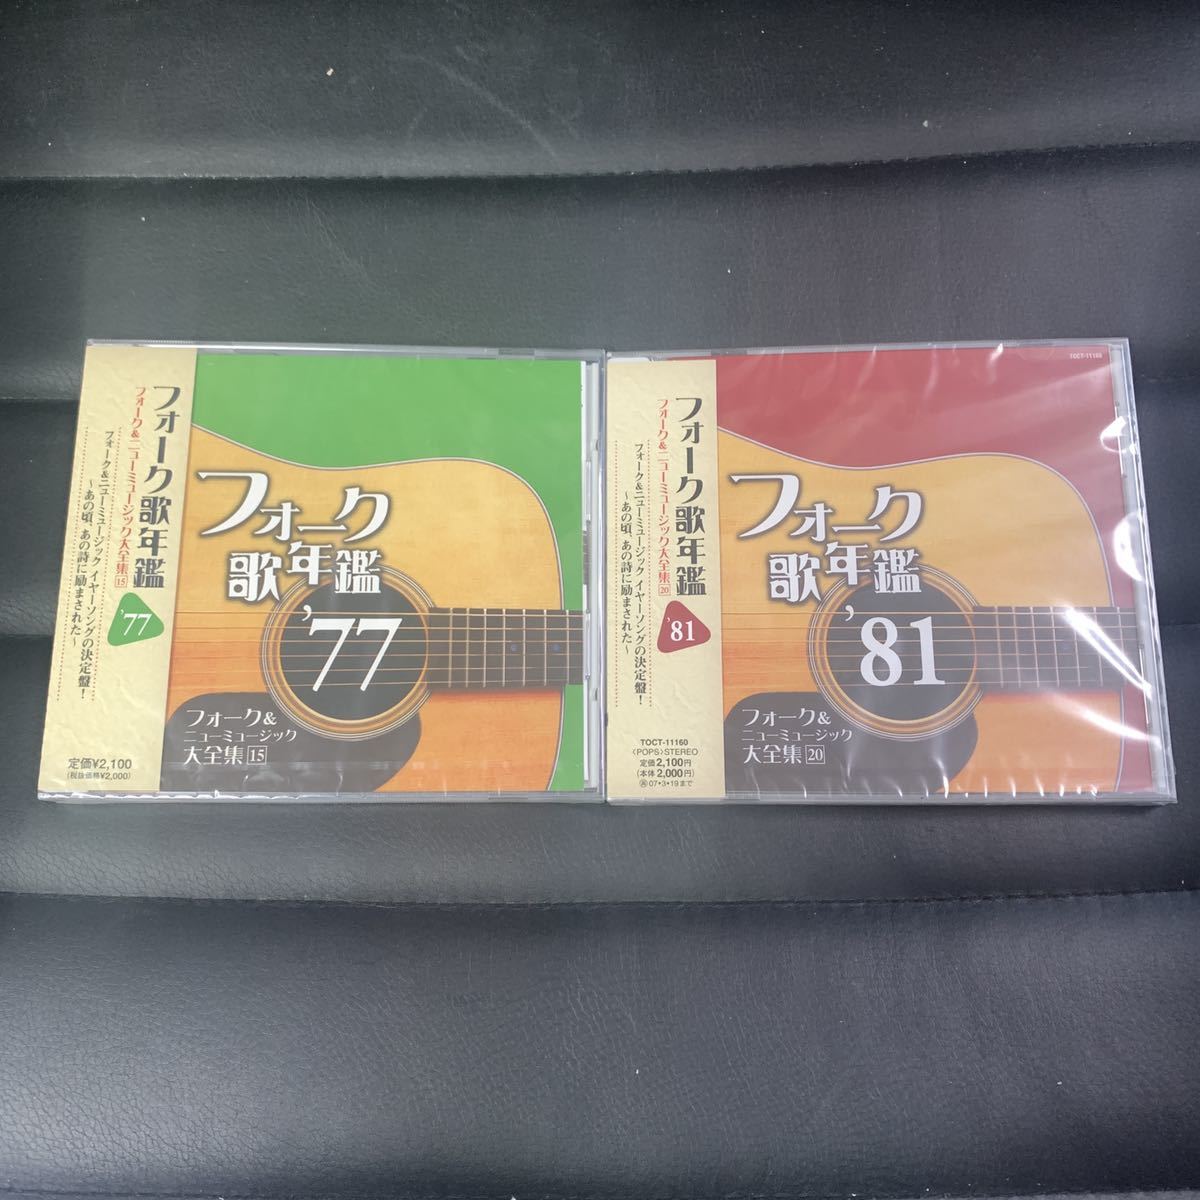 フォーク歌年鑑
フォーク&ニューミュージック大全集15
'77
フォーク&ニューミュージック イヤーソングの決定盤!
~あの頃、あの詩に励まされた~
定価¥2,100
(税抜価格¥2,000)
フォーク
歌年鑑
'77
フォーク&
ニューミュージック
大全集15
フォーク歌年鑑
フォーク&ニューミュージック大全集20
'81
フォーク&ニューミュージック イヤーソングの決定盤!
~あの頃、あの詩に励まされた~
TOCT-11160
〈POPS〉STEREO
定価2,100円
(本体2,000円)
07・3・19まで
TOCT-11160
フォーク
歌年鑑
'81
フォーク&
ニューミュージック
大全集20